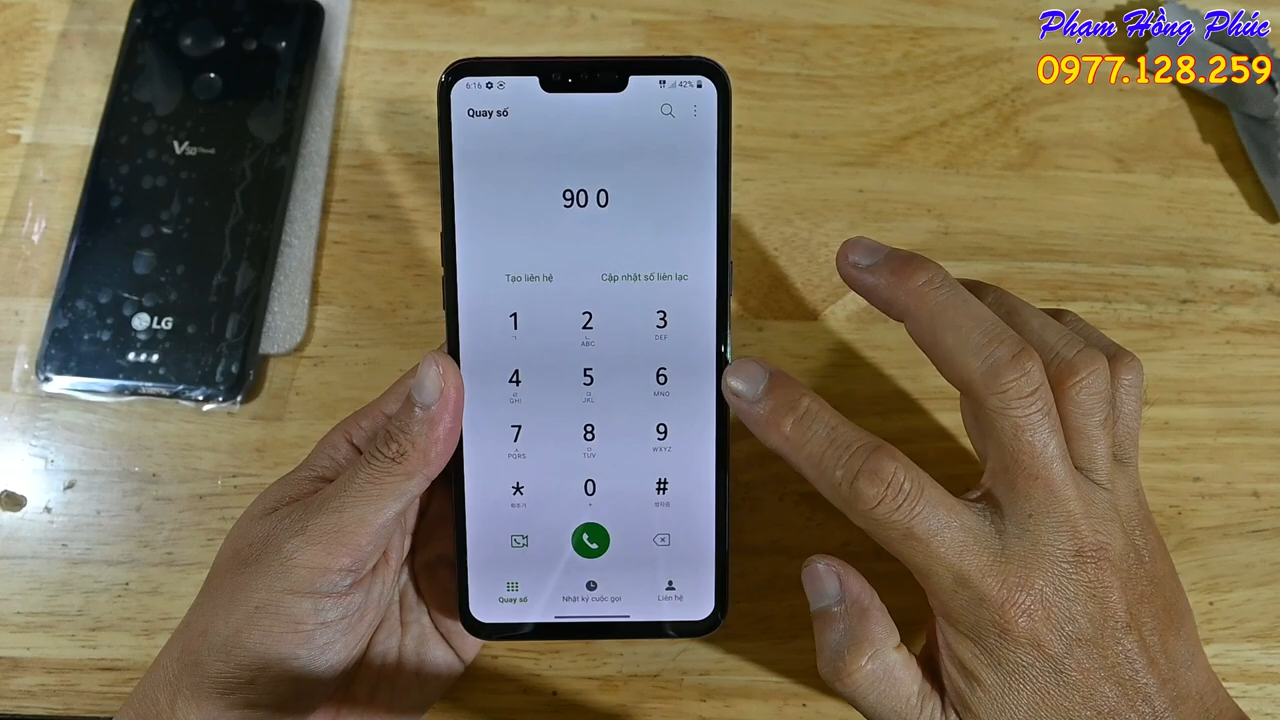 Phạm Hồng Phúc
0977.128.259
6:16
42%
Quay số
90 0
Tạo liên hệ
Cập nhật số liên lạc
1
2
3
ABC
DEF
4
5
6
GHI
JKL
MNO
7
8
9
PQRS
TUV
WXYZ
*
0
#
+
Quay số
Nhật ký cuộc gọi
Liên hệ
V50 ThinQ
LG